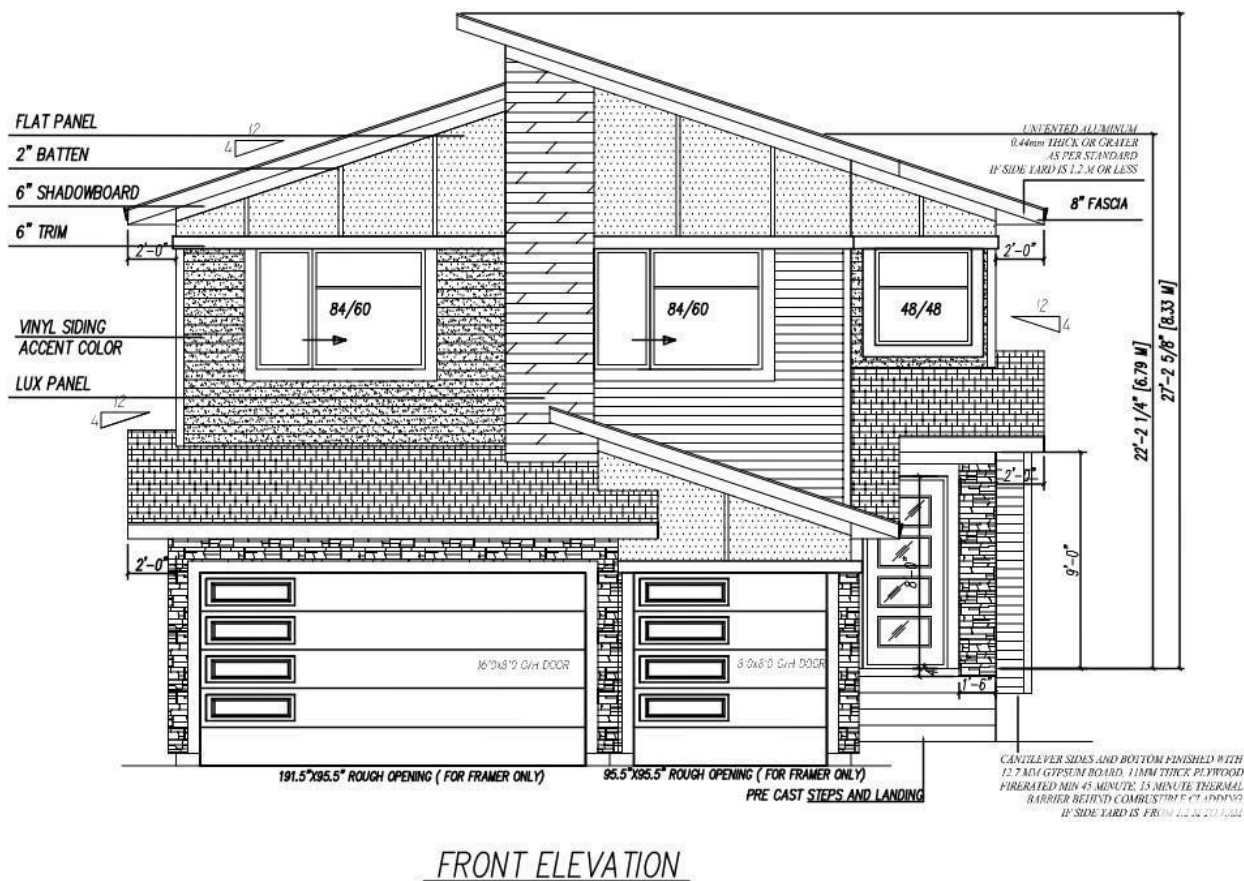 FLAT PANEL
2" BATTEN
6" SHADOWBOARD
6" TRIM
2'-0"
VINYL SIDING
ACCENT COLOR
LUX PANEL
12
4
12
4
84/60
84/60
48/48
UNVENTED ALUMINUM
0.44mm THICK OR GRATER
AS PER STANDARD
IF SIDE YARD IS 1.2 M OR LESS
8" FASCIA
2'-0"
12
4
22'-2 1/4" [6.79 M]
27'-2 5/8" [8.33 M]
2'-0"
9'-0"
8'-0"
1'-6"
2'-0"
16'0x8'0 O/H DOOR
8'0x8'0 O/H DOOR
191.5"X95.5" ROUGH OPENING ( FOR FRAMER ONLY)
95.5"X95.5" ROUGH OPENING ( FOR FRAMER ONLY)
PRE CAST STEPS AND LANDING
CANTILEVER SIDES AND BOTTOM FINISHED WITH
12.7 MM GYPSUM BOARD, 11MM THICK PLYWOOD
FIRERATED MIN 45 MINUTE, 15 MINUTE THERMAL
BARRIER BEHIND COMBUSTIBLE CLADDING
IF SIDE YARD IS FROM 1.2 M TO
FRONT ELEVATION